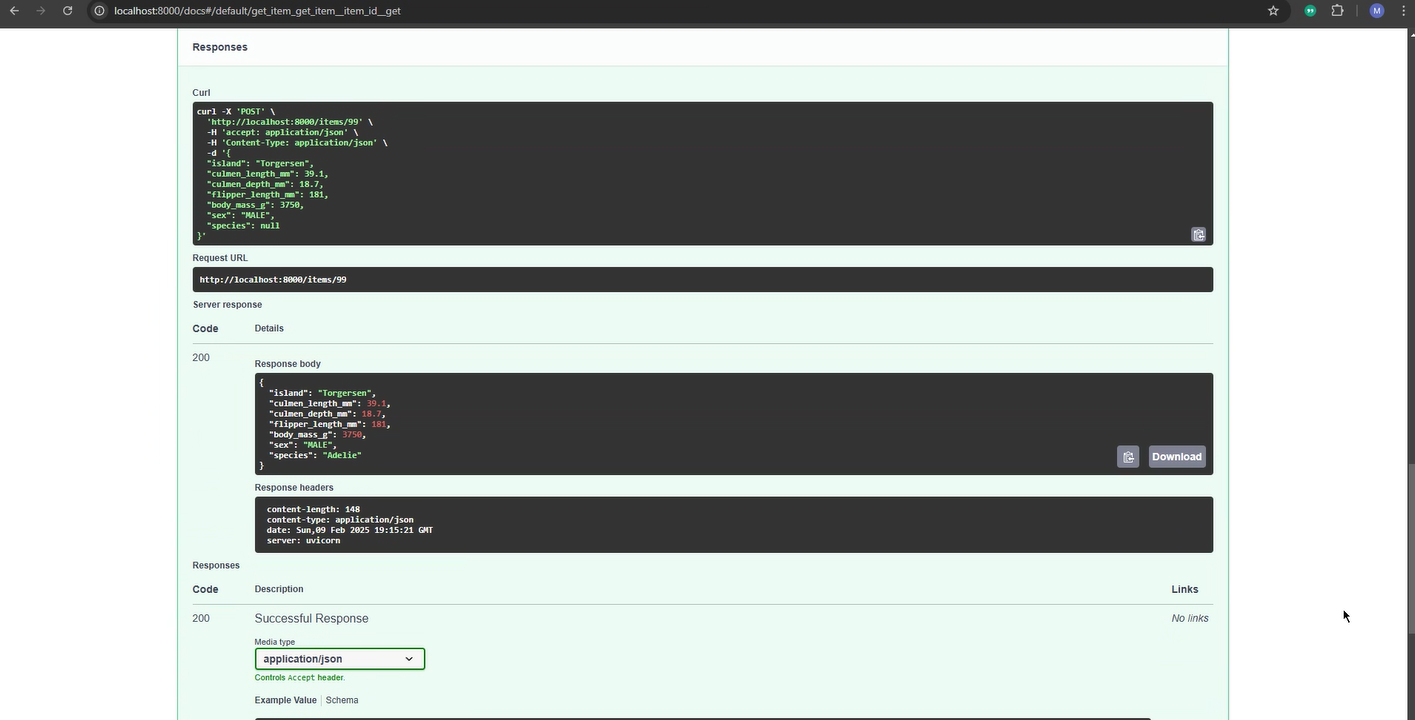 localhost:8000/docs#/default/get_item_get_item__item_id__get
M
Responses
Curl
curl -X 'POST' \
'http://localhost:8000/items/99' \
-H 'accept: application/json' \
-H 'Content-Type: application/json' \
-d '{
"island": "Torgersen",
"culmen_length_mm": 39.1,
"culmen_depth_mm": 18.7,
"flipper_length_mm": 181,
"body_mass_g": 3750,
"sex": "MALE",
"species": null
}'
Request URL
http://localhost:8000/items/99
Server response
Code Details
200
Response body
{
"island": "Torgersen",
"culmen_length_mm": 39.1,
"culmen_depth_mm": 18.7,
"flipper_length_mm": 181,
"body_mass_g": 3750,
"sex": "MALE",
"species": "Adelie"
}
Download
Response headers
content-length: 148
content-type: application/json
date: Sun,09 Feb 2025 19:15:21 GMT
server: uvicorn
Responses
Code Description Links
200 Successful Response No links
Media type
application/json
Controls Accept header.
Example Value Schema